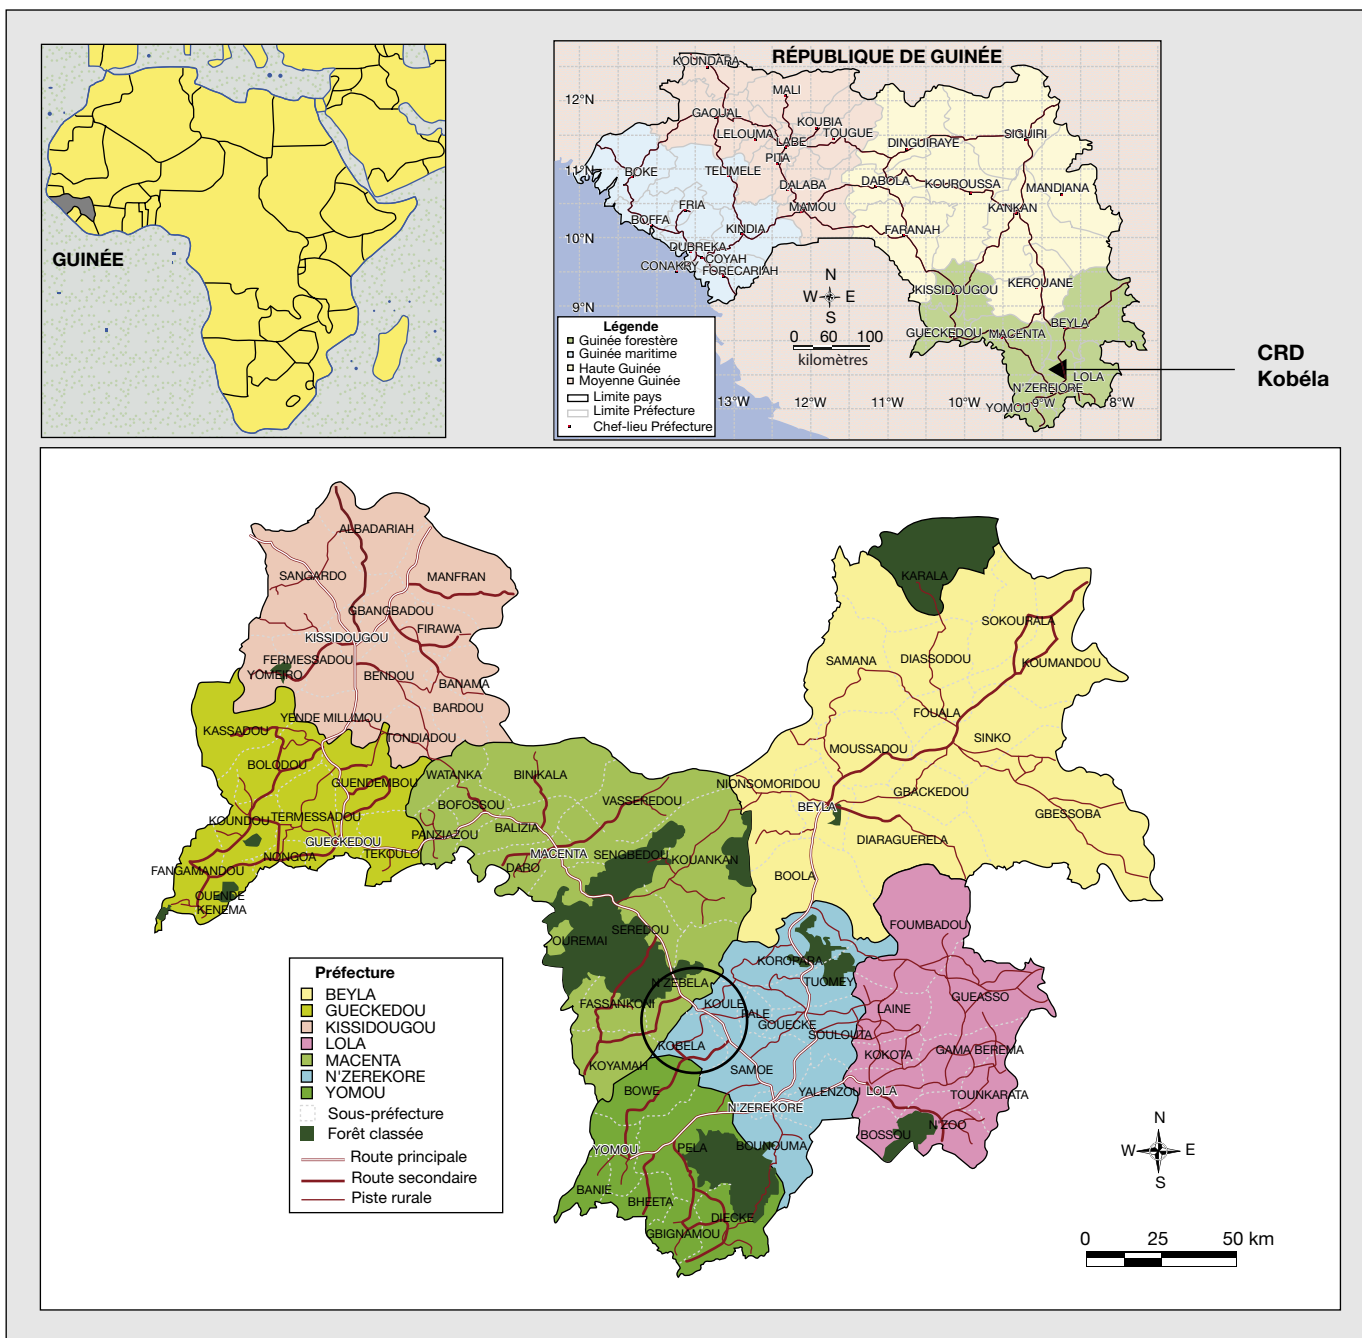 GUINÉE
RÉPUBLIQUE DE GUINÉE
12°N
11°N
10°N
9°N
13°W
12°W
11°W
10°W
9°W
8°W
KOUNDARA
MALI
GAOUAL
KOUBIA
LELOUMA
LABE
TOUGUE
DINGUIRAYE
SIGUIRI
PITA
BOKE
TELIMELE
DALABA
DABOLA
KOUROUSSA
MANDIANA
FRIA
MAMOU
KANKAN
BOFFA
KINDIA
FARANAH
DUBREKA
COYAH
CONAKRY
FORECARIAH
KISSIDOUGOU
KEROUANE
GUECKEDOU
MACENTA
BEYLA
LOLA
N'ZEREKORE
YOMOU
N
W E
S
0 60 100
kilomètres
Légende
Guinée forestère
Guinée maritime
Haute Guinée
Moyenne Guinée
Limite pays
Limite Préfecture
Chef-lieu Préfecture
CRD
Kobéla
ALBADARIAH
SANGARDO
MANFRAN
GBANGBADOU
FIRAWA
KISSIDOUGOU
FERMESSADOU
YOMEIRO
BENDOU
BANAMA
BARDOU
YENDE MILLIMOU
TONDIADOU
KASSADOU
BOLODOU
GUENDEMBOU
KOUNDOU
TERMESSADOU
GUECKEDOU
NONGOA
TEKOULO
FANGAMANDOU
OUENDE
KENEMA
WATANKA
BINIKALA
BOFOSSOU
VASSEREDOU
PANZIAZOU
BALIZIA
MACENTA
SENGBEDOU
KOUANKAN
DARO
SEREDOU
OUREMAI
N'ZEBELA
FASSANKONI
KOYAMAH
KARALA
SOKOURALA
SAMANA
DIASSODOU
KOUMANDOU
FOUALA
MOUSSADOU
SINKO
NIONSOMORIDOU
BEYLA
GBACKEDOU
GBESSOBA
DIARAGUERELA
BOOLA
KOROPARA
TUOMEY
KOULE
PALE
GOUECKE
SOULOUTA
KOBELA
SAMOE
YALENZOU
N'ZEREKORE
BOUNOUMA
FOUMBADOU
GUEASSO
LAINE
KOKOTA
GAMA BEREMA
LOLA
TOUNKARATA
N'ZOO
BOSSOU
BOWE
YOMOU
PELA
BANIE
BHEETA
DIECKE
GBIGNAMOU
Préfecture
BEYLA
GUECKEDOU
KISSIDOUGOU
LOLA
MACENTA
N'ZEREKORE
YOMOU
Sous-préfecture
Forêt classée
Route principale
Route secondaire
Piste rurale
N
W E
S
0 25 50 km